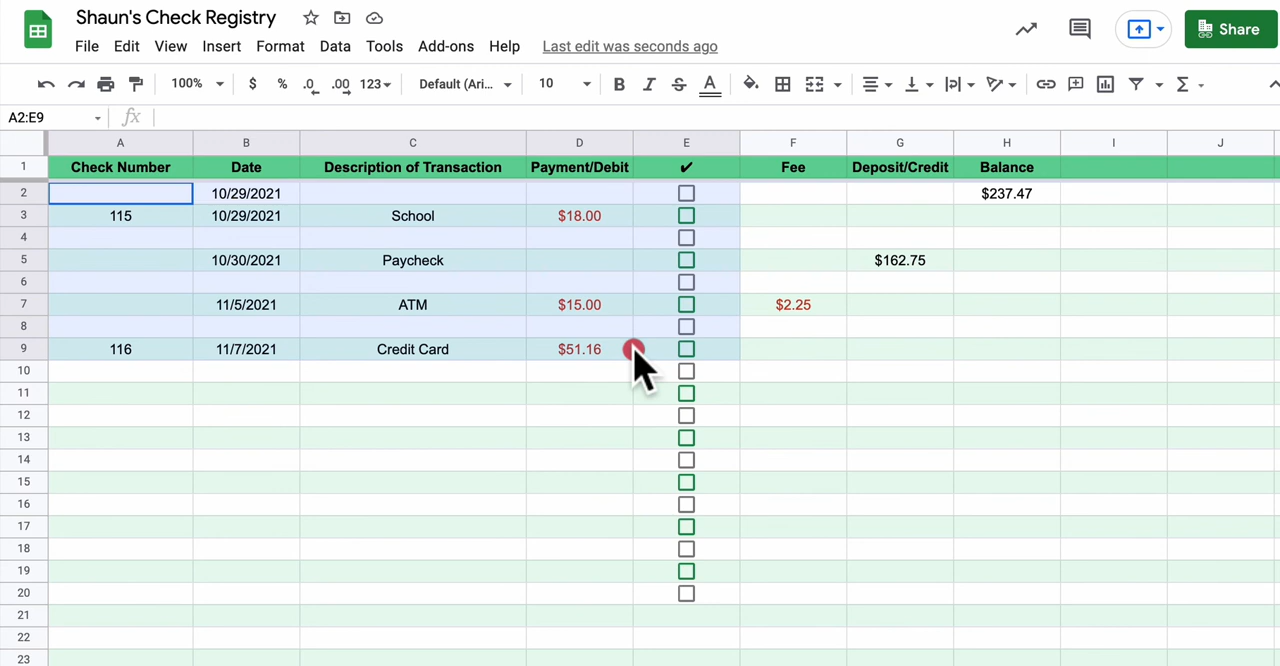 Shaun's Check Registry
File Edit View Insert Format Data Tools Add-ons Help Last edit was seconds ago
Share
100% $ % .0 .00 123 Default (Ari... 10 B I S A Σ
A2:E9 fx
A B C D E F G H I J
1 Check Number Date Description of Transaction Payment/Debit ✔ Fee Deposit/Credit Balance
2 10/29/2021 $237.47
3 115 10/29/2021 School $18.00
4
5 10/30/2021 Paycheck $162.75
6
7 11/5/2021 ATM $15.00 $2.25
8
9 116 11/7/2021 Credit Card $51.16
10
11
12
13
14
15
16
17
18
19
20
21
22
23